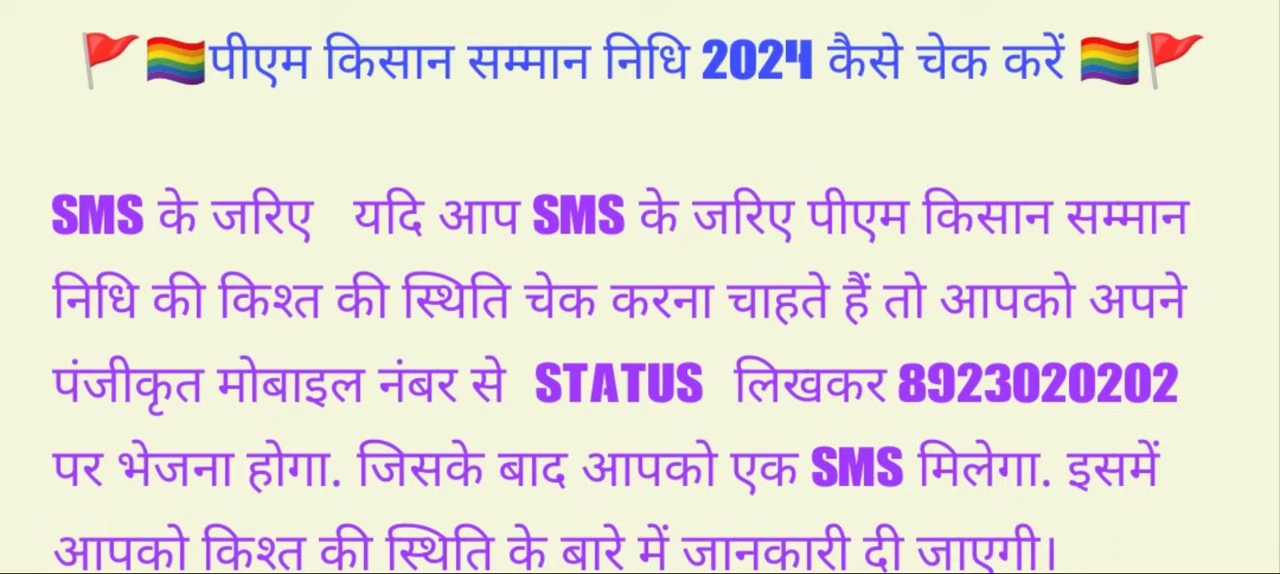 🚩🏳️‍🌈पीएम किसान सम्मान निधि 2024 कैसे चेक करें 🏳️‍🌈🚩
SMS के जरिए यदि आप SMS के जरिए पीएम किसान सम्मान
निधि की किश्त की स्थिति चेक करना चाहते हैं तो आपको अपने
पंजीकृत मोबाइल नंबर से STATUS लिखकर 8923020202
पर भेजना होगा. जिसके बाद आपको एक SMS मिलेगा. इसमें
आपको किश्त की स्थिति के बारे में जानकारी दी जाएगी।